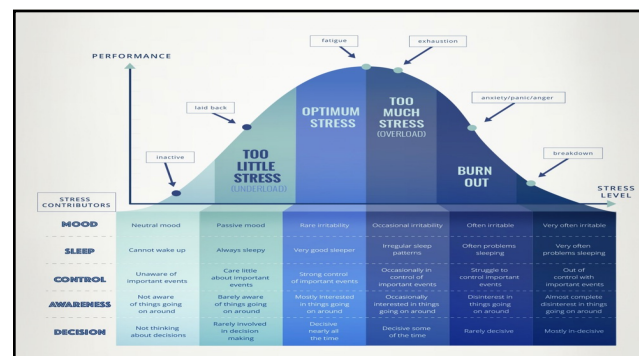 PERFORMANCE
fatigue
exhaustion
laid back
inactive
anxiety/panic/anger
breakdown
TOO
LITTLE
STRESS
(UNDERLOAD)
OPTIMUM
STRESS
TOO
MUCH
STRESS
(OVERLOAD)
BURN
OUT
STRESS
LEVEL
STRESS
CONTRIBUTORS
MOOD
Neutral mood
Passive mood
Rare irritability
Occasional irritability
Often irritable
Very often irritable
SLEEP
Cannot wake up
Always sleepy
Very good sleeper
Irregular sleep
patterns
Often problems
sleeping
Very often
problems sleeping
CONTROL
Unaware of
important events
Care little
about important
events
Strong control
of important events
Occasionally in
control of
important events
Struggle to
control important
events
Out of
control with
important events
AWARENESS
Not aware
of things going
on around
Barely aware
of things going
on around
Mostly Interested
in things going
on around
Occasionally
interested in things
going on around
Disinterest in
things going
on around
Almost complete
disinterest in things
going on around
DECISION
Not thinking
about decisions
Rarely involved
in decision
making
Decisive
nearly all
the time
Decisive some
of the time
Rarely decisive
Mostly in-decisive